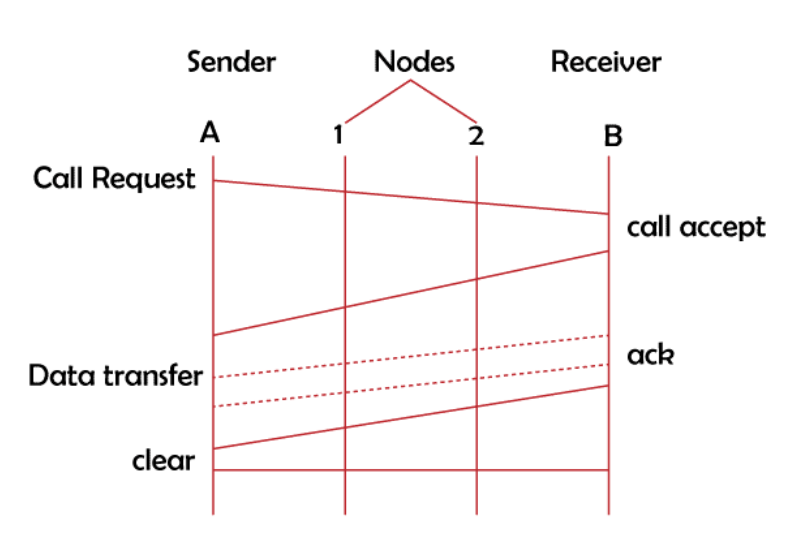 Sender Nodes Receiver
A 1 2 B
Call Request
call accept
ack
Data transfer
clear